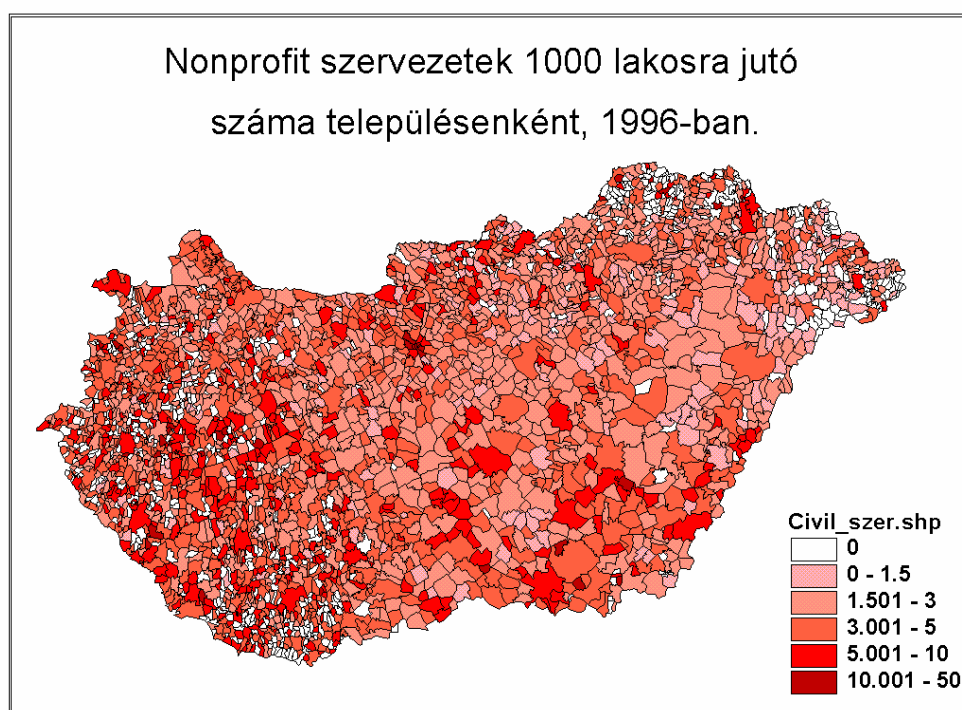 Nonprofit szervezetek 1000 lakosra jutó
száma településenként, 1996-ban.
Civil_szer.shp
0
0 - 1.5
1.501 - 3
3.001 - 5
5.001 - 10
10.001 - 50